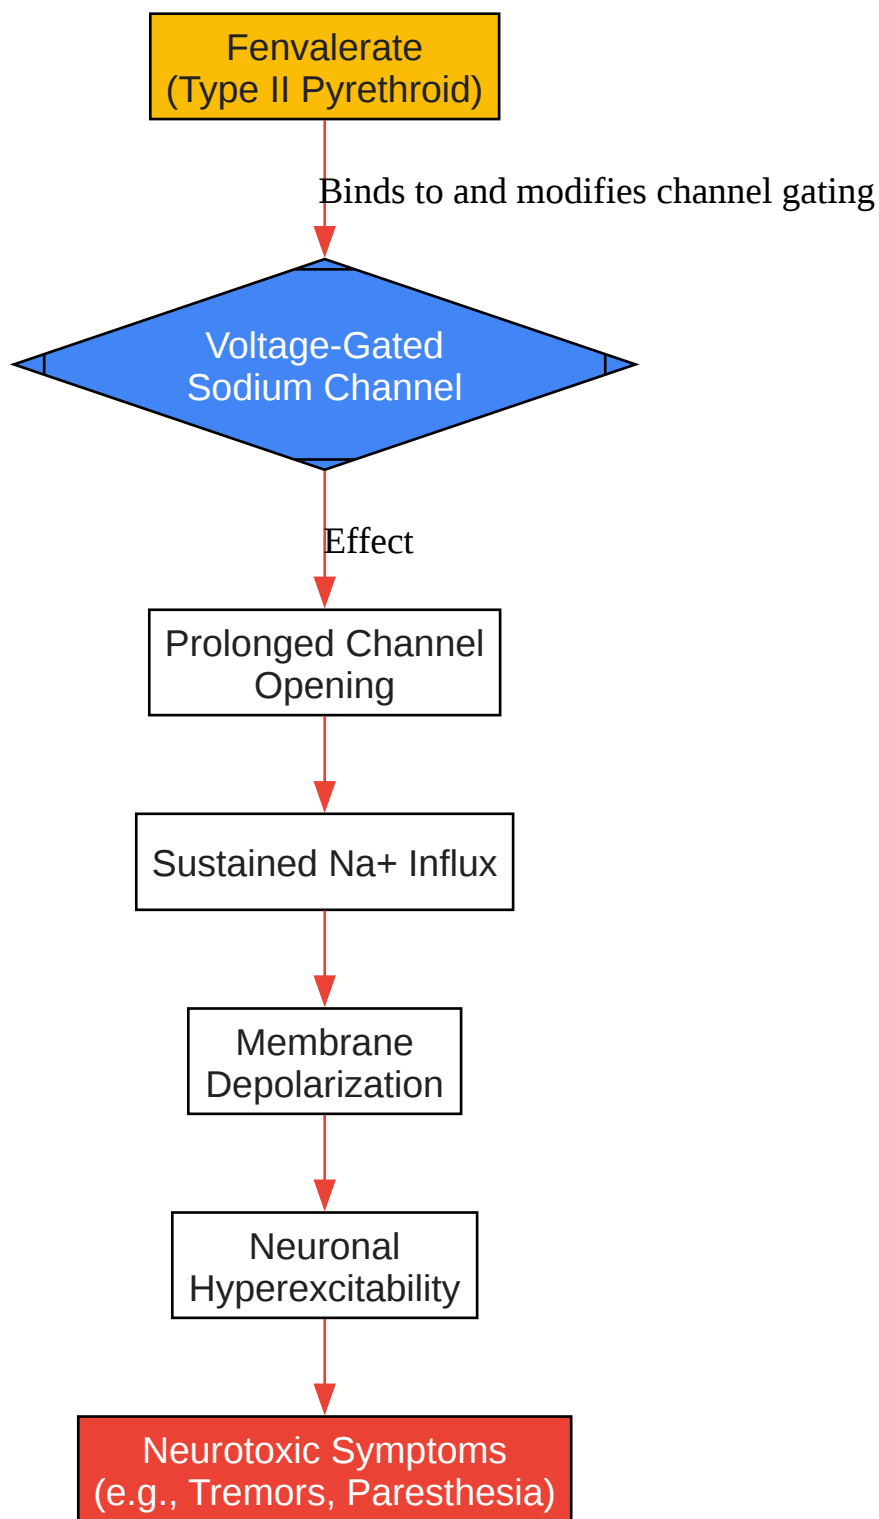 Fenvalerate
(Type II Pyrethroid)
Binds to and modifies channel gating
Voltage-Gated
Sodium Channel
Effect
Prolonged Channel
Opening
Sustained Na+ Influx
Membrane
Depolarization
Neuronal
Hyperexcitability
Neurotoxic Symptoms
(e.g., Tremors, Paresthesia)